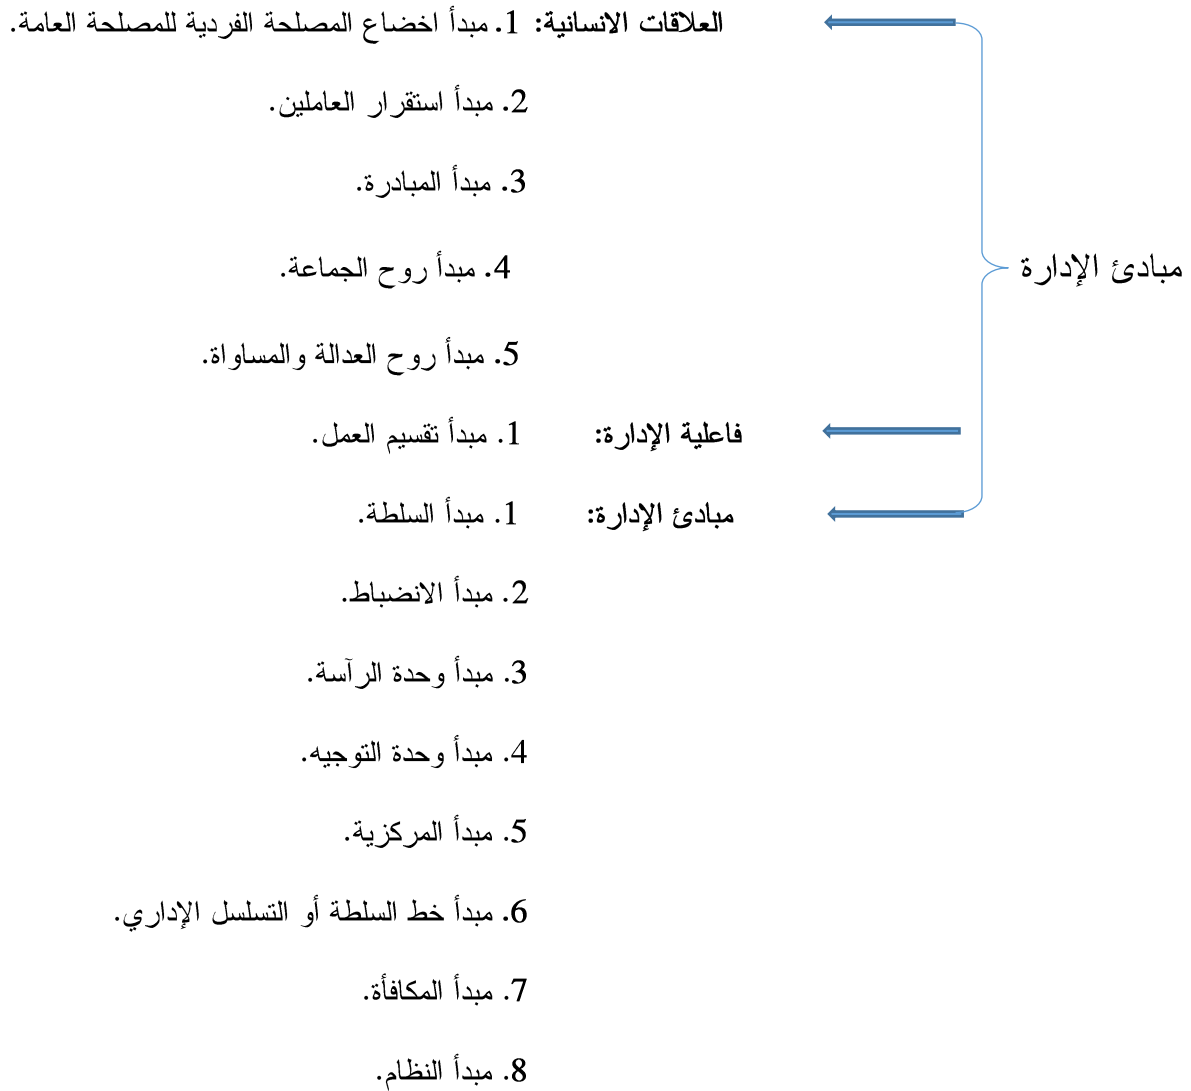 العلاقات الانسانية: 1. مبدأ اخضاع المصلحة الفردية للمصلحة العامة.
2. مبدأ استقرار العاملين.
3. مبدأ المبادرة.
4. مبدأ روح الجماعة.
مبادئ الإدارة
5. مبدأ روح العدالة والمساواة.
فاعلية الإدارة: 1. مبدأ تقسيم العمل.
مبادئ الإدارة: 1. مبدأ السلطة.
2. مبدأ الانضباط.
3. مبدأ وحدة الرآسة.
4. مبدأ وحدة التوجيه.
5. مبدأ المركزية.
6. مبدأ خط السلطة أو التسلسل الإداري.
7. مبدأ المكافأة.
8. مبدأ النظام.